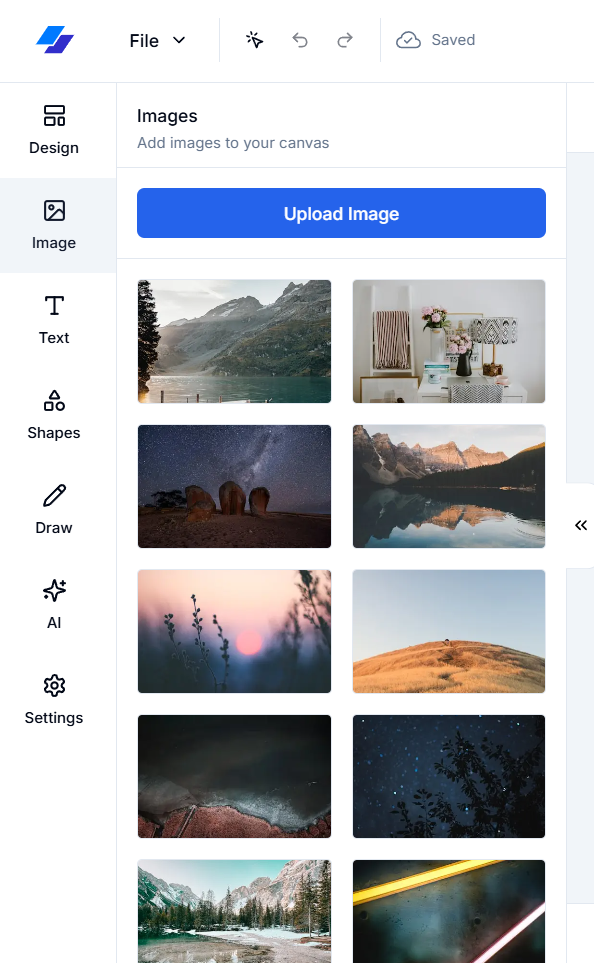 File
Saved
Design
Image
Text
Shapes
Draw
AI
Settings
Images
Add images to your canvas
Upload Image